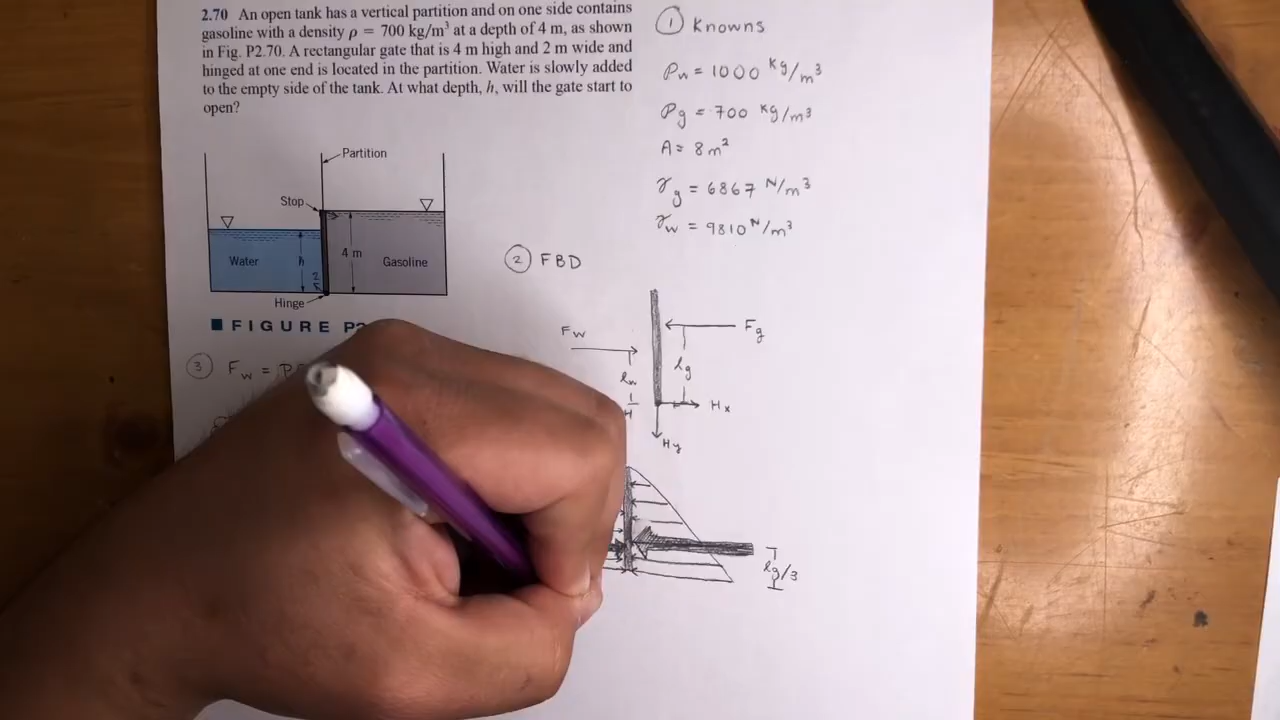 2.70 An open tank has a vertical partition and on one side contains
gasoline with a density ρ = 700 kg/m³ at a depth of 4 m, as shown
in Fig. P2.70. A rectangular gate that is 4 m high and 2 m wide and
hinged at one end is located in the partition. Water is slowly added
to the empty side of the tank. At what depth, h, will the gate start to
open?
Partition
Stop
Water
h
2
4 m
Gasoline
Hinge
FIGURE P2
① Knowns
ρw = 1000 kg/m³
ρg = 700 kg/m³
A = 8 m²
γg = 6867 N/m³
γw = 9810 N/m³
② FBD
Fw
Fg
lw
lg
Hx
Hy
③ Fw = P
lg/3